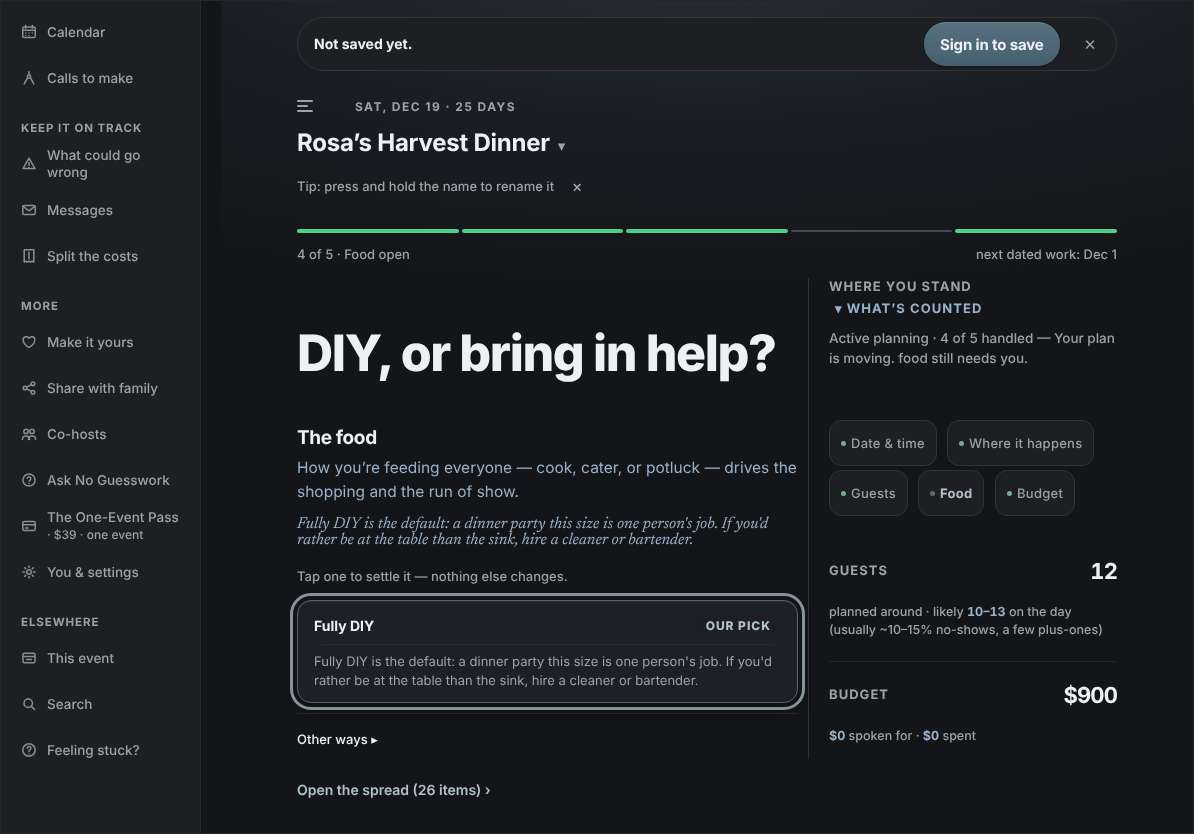 Calendar
Calls to make
KEEP IT ON TRACK
What could go
wrong
Messages
Split the costs
MORE
Make it yours
Share with family
Co-hosts
Ask No Guesswork
The One-Event Pass
· $39 · one event
You & settings
ELSEWHERE
This event
Search
Feeling stuck?
Not saved yet.
Sign in to save
×
SAT, DEC 19 · 25 DAYS
Rosa’s Harvest Dinner ▾
Tip: press and hold the name to rename it ×
4 of 5 · Food open
next dated work: Dec 1
DIY, or bring in help?
The food
How you’re feeding everyone — cook, cater, or potluck — drives the
shopping and the run of show.
Fully DIY is the default: a dinner party this size is one person's job. If you'd
rather be at the table than the sink, hire a cleaner or bartender.
Tap one to settle it — nothing else changes.
Fully DIY
OUR PICK
Fully DIY is the default: a dinner party this size is one person's job. If you'd
rather be at the table than the sink, hire a cleaner or bartender.
Other ways ▸
Open the spread (26 items) ›
WHERE YOU STAND
▾ WHAT’S COUNTED
Active planning · 4 of 5 handled — Your plan
is moving. food still needs you.
Date & time
Where it happens
Guests
Food
Budget
GUESTS
12
planned around · likely 10–13 on the day
(usually ~10–15% no-shows, a few plus-ones)
BUDGET
$900
$0 spoken for · $0 spent